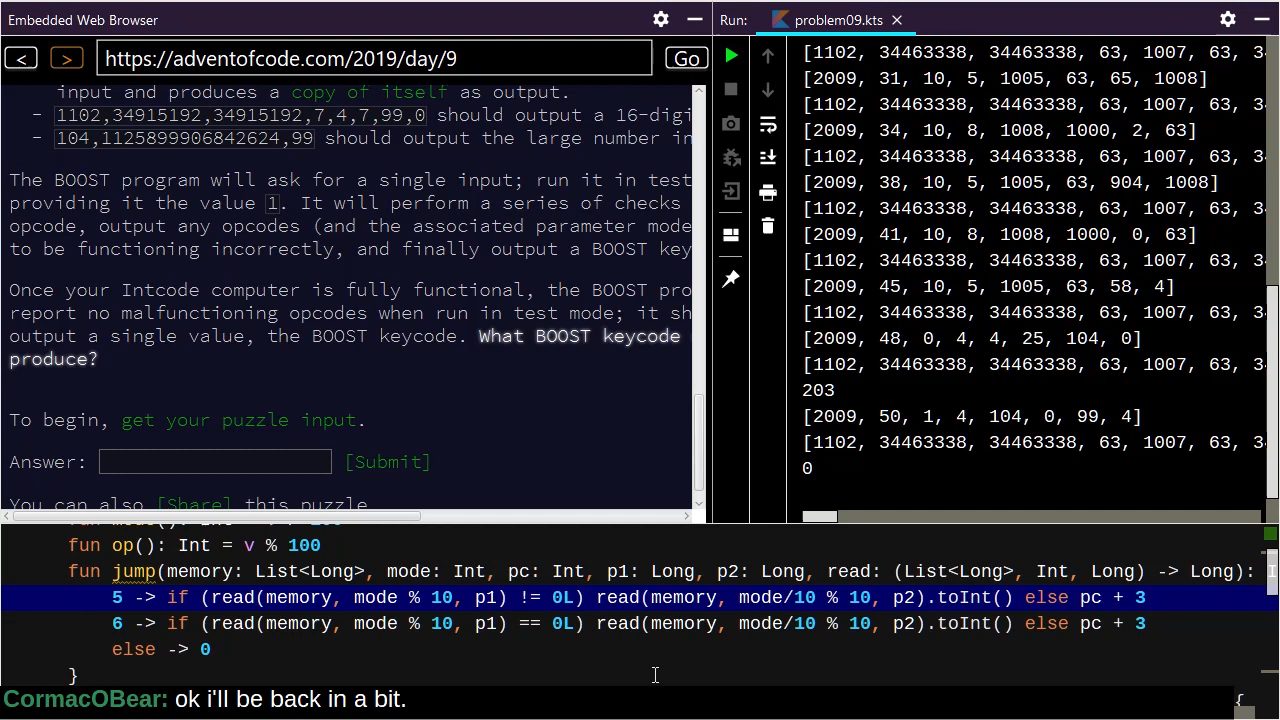 Embedded Web Browser
< > https://adventofcode.com/2019/day/9 Go
input and produces a copy of itself as output.
- 1102,34915192,34915192,7,4,7,99,0 should output a 16-digi
- 104,1125899906842624,99 should output the large number in
The BOOST program will ask for a single input; run it in test
providing it the value 1. It will perform a series of checks
opcode, output any opcodes (and the associated parameter mode
to be functioning incorrectly, and finally output a BOOST key
Once your Intcode computer is fully functional, the BOOST pro
report no malfunctioning opcodes when run in test mode; it sh
output a single value, the BOOST keycode. What BOOST keycode
produce?
To begin, get your puzzle input.
Answer: [Submit]
You can also [Share] this puzzle
Run: problem09.kts
[1102, 34463338, 34463338, 63, 1007, 63, 34
[2009, 31, 10, 5, 1005, 63, 65, 1008]
[1102, 34463338, 34463338, 63, 1007, 63, 34
[2009, 34, 10, 8, 1008, 1000, 2, 63]
[1102, 34463338, 34463338, 63, 1007, 63, 34
[2009, 38, 10, 5, 1005, 63, 904, 1008]
[1102, 34463338, 34463338, 63, 1007, 63, 34
[2009, 41, 10, 8, 1008, 1000, 0, 63]
[1102, 34463338, 34463338, 63, 1007, 63, 34
[2009, 45, 10, 5, 1005, 63, 58, 4]
[1102, 34463338, 34463338, 63, 1007, 63, 34
[2009, 48, 0, 4, 4, 25, 104, 0]
[1102, 34463338, 34463338, 63, 1007, 63, 34
203
[2009, 50, 1, 4, 104, 0, 99, 4]
[1102, 34463338, 34463338, 63, 1007, 63, 34
0
fun op(): Int = v % 100
fun jump(memory: List<Long>, mode: Int, pc: Int, p1: Long, p2: Long, read: (List<Long>, Int, Long) -> Long): I
5 -> if (read(memory, mode % 10, p1) != 0L) read(memory, mode/10 % 10, p2).toInt() else pc + 3
6 -> if (read(memory, mode % 10, p1) == 0L) read(memory, mode/10 % 10, p2).toInt() else pc + 3
else -> 0
}
CormacOBear: ok i'll be back in a bit.
{